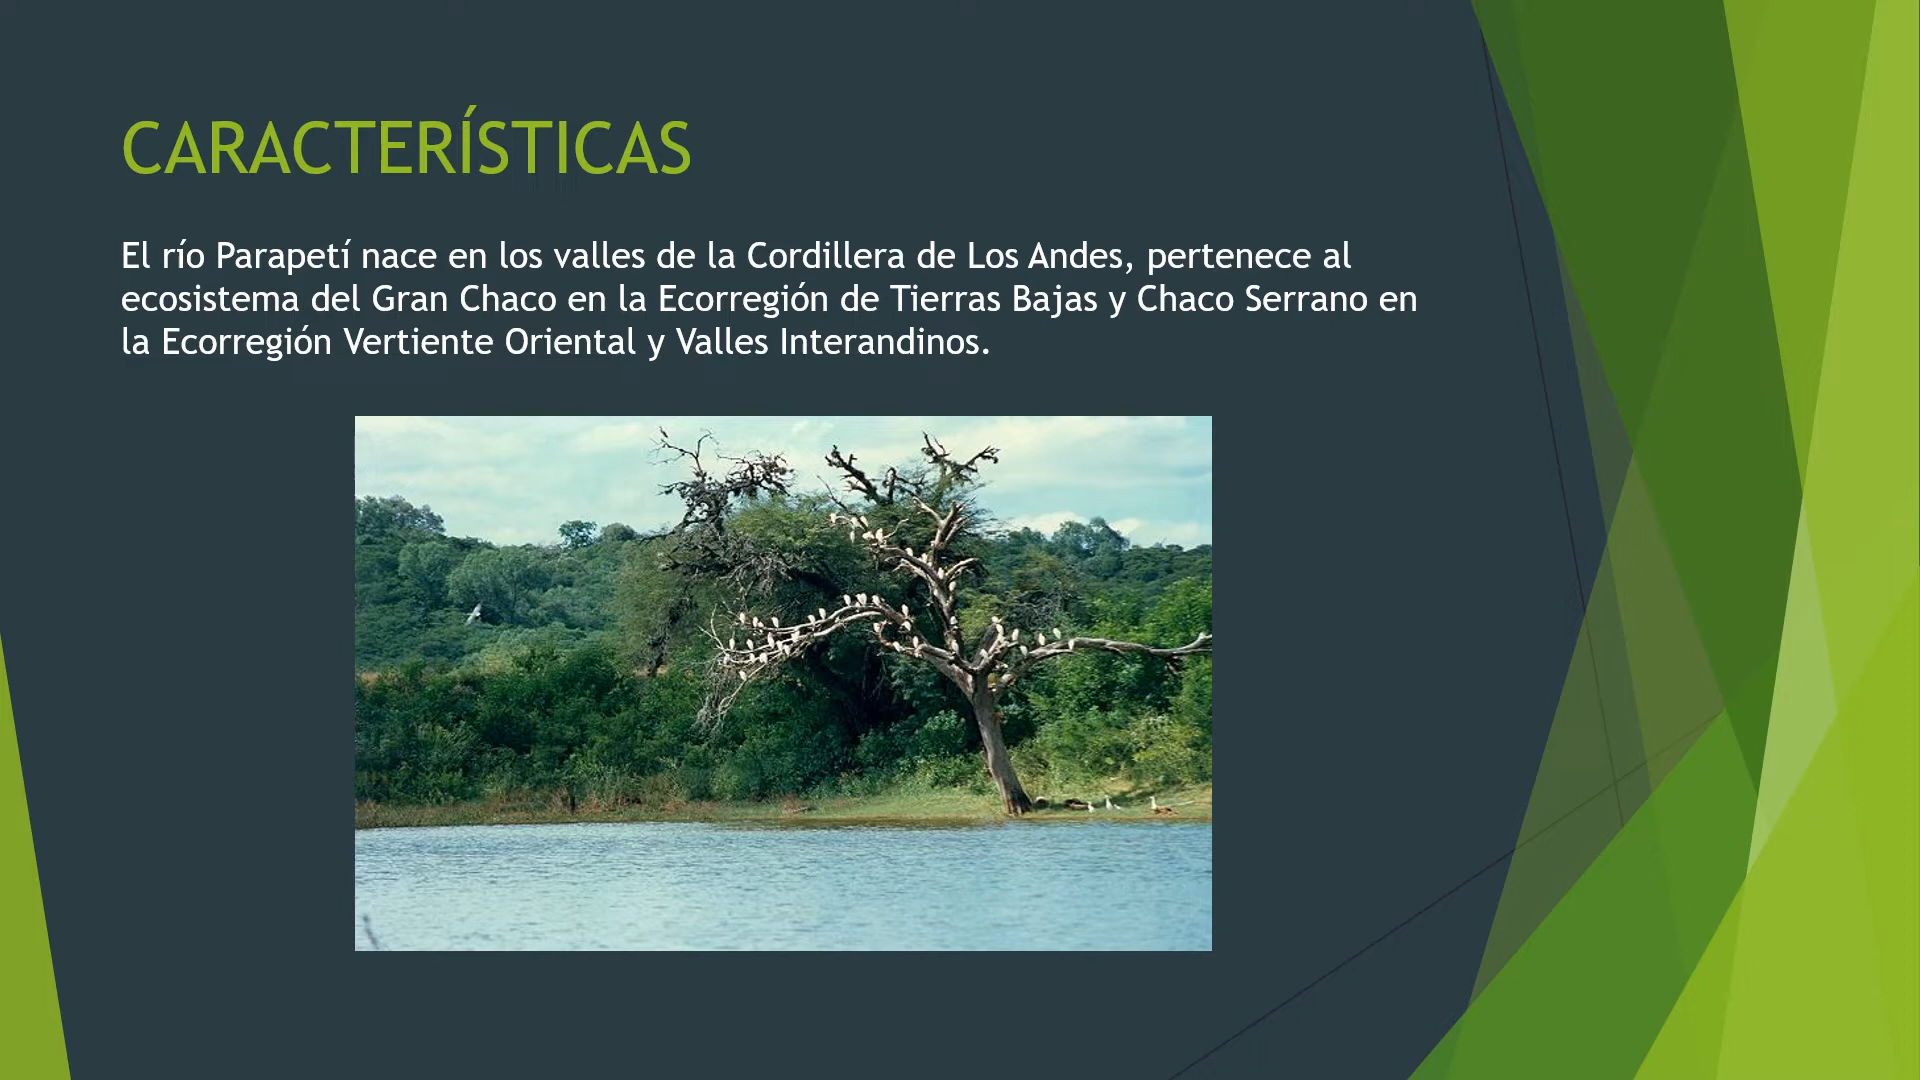 CARACTERÍSTICAS
El río Parapetí nace en los valles de la Cordillera de Los Andes, pertenece al
ecosistema del Gran Chaco en la Ecorregión de Tierras Bajas y Chaco Serrano en
la Ecorregión Vertiente Oriental y Valles Interandinos.